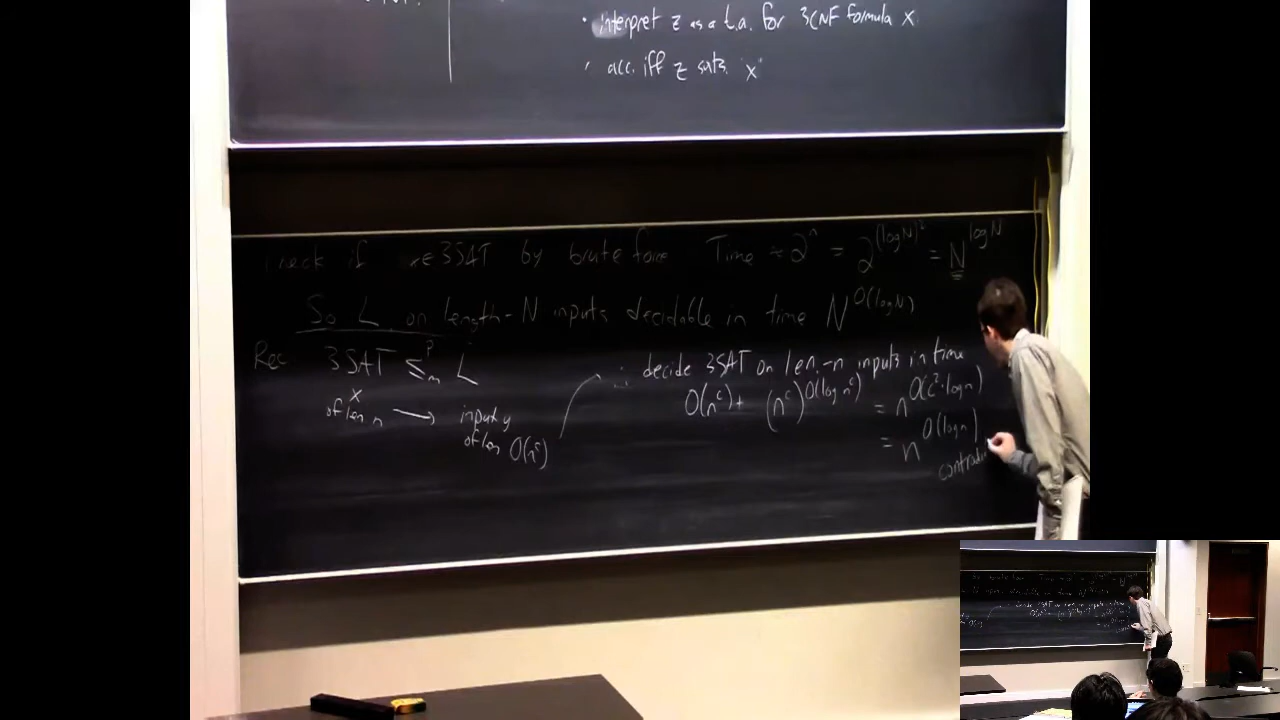 • interpret z as a t.a. for 3CNF formula x.
• acc. iff z sats. x
Check if x∈3SAT by brute force. Time ≈ 2^n = 2^{(log N)^2} = N^{log N}
So L on length-N inputs decidable in time N^{O(log N)}
Rec 3SAT ≤_m^p L
x of len n → input y of len O(n^c)
∴ decide 3SAT on len.-n inputs in time
O(n^c) + (n^c)^{O(log n^c)} = n^{O(c^2·log n)}
= n^{O(log n)}